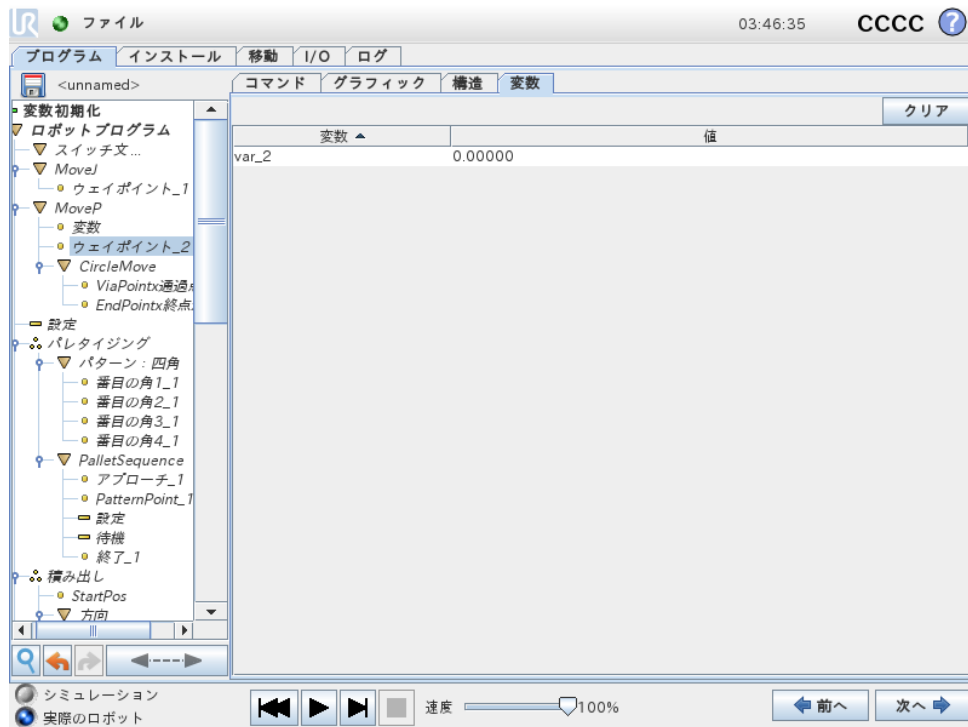 UR ファイル 03:46:35 CCCC ?
プログラム インストール 移動 I/O ログ
<unnamed>
コマンド グラフィック 構造 変数
クリア
変数 値
var_2 0.00000
変数初期化
ロボットプログラム
スイッチ文...
MoveJ
ウェイポイント_1
MoveP
変数
ウェイポイント_2
CircleMove
ViaPointx通過
EndPointx終点
設定
パレタイジング
パターン：四角
番目の角1_1
番目の角2_1
番目の角3_1
番目の角4_1
PalletSequence
アプローチ_1
PatternPoint_1
設定
待機
終了_1
積み出し
StartPos
方向
シミュレーション
実際のロボット
速度 100%
前へ 次へ